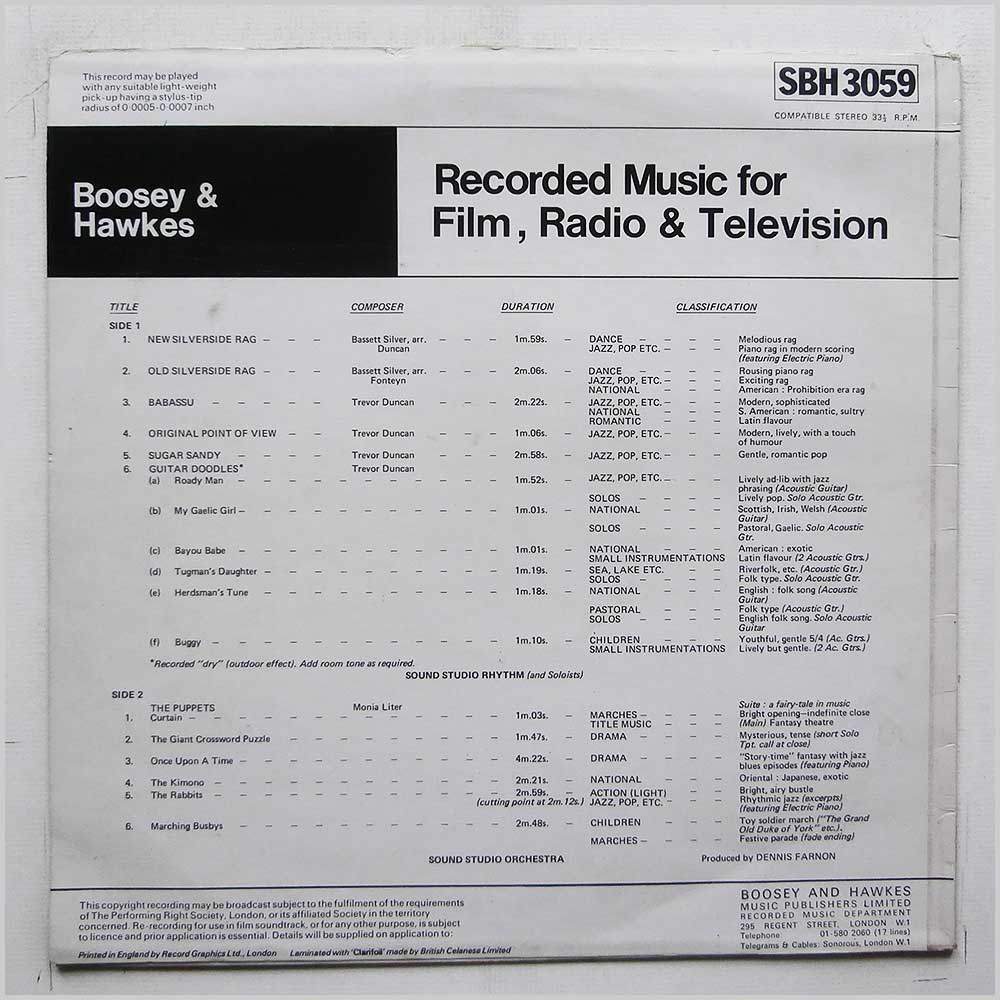 This record may be played
with any suitable light-weight
pick-up having a stylus-tip
radius of 0·0005-0·0007 inch
SBH 3059
COMPATIBLE STEREO 33⅓ R.P.M.
Boosey &
Hawkes
Recorded Music for
Film, Radio & Television
TITLE COMPOSER DURATION CLASSIFICATION
SIDE 1
1. NEW SILVERSIDE RAG – – – Bassett Silver, arr. – – – 1m.59s. – DANCE – – – Melodious rag
Duncan JAZZ, POP ETC. – – – Piano rag in modern scoring
(featuring Electric Piano)
2. OLD SILVERSIDE RAG – – – Bassett Silver, arr. – – – 2m.06s. – DANCE – – – Rousing piano rag
Fonteyn JAZZ, POP, ETC. – – – Exciting rag
NATIONAL – – – American : Prohibition era rag
3. BABASSU – – – – Trevor Duncan – – – 2m.22s. – JAZZ, POP, ETC. – – – Modern, sophisticated
NATIONAL – – – S. American : romantic, sultry
ROMANTIC – – – Latin flavour
4. ORIGINAL POINT OF VIEW – – Trevor Duncan – – – 1m.06s. – JAZZ, POP, ETC. – – – Modern, lively, with a touch
of humour
5. SUGAR SANDY – – – – Trevor Duncan – – – 2m.58s. – JAZZ, POP, ETC. – – – Gentle, romantic pop
6. GUITAR DOODLES* Trevor Duncan
(a) Roady Man – – – – – – – – 1m.52s. – JAZZ, POP, ETC. – – – Lively ad-lib with jazz
phrasing (Acoustic Guitar)
SOLOS – – – – Lively pop. Solo Acoustic Gtr.
(b) My Gaelic Girl – – – – – – – – 1m.01s. – NATIONAL – – – Scottish, Irish, Welsh (Acoustic
Guitar)
SOLOS – – – – Pastoral, Gaelic. Solo Acoustic
Gtr.
(c) Bayou Babe – – – – – – – – 1m.01s. – NATIONAL – – – American : exotic
SMALL INSTRUMENTATIONS Latin flavour (2 Acoustic Gtrs.)
(d) Tugman's Daughter – – – – – – – 1m.19s. – SEA, LAKE ETC. – – – Riverfolk, etc. (Acoustic Gtr.)
SOLOS – – – – Folk type. Solo Acoustic Gtr.
(e) Herdsman's Tune – – – – – – – 1m.18s. – NATIONAL – – – English : folk song (Acoustic
Guitar)
PASTORAL – – – Folk type (Acoustic Gtr.)
SOLOS – – – – English folk song. Solo Acoustic
Guitar
(f) Buggy – – – – – – – – 1m.10s. – CHILDREN – – – Youthful, gentle 5/4 (Ac. Gtrs.)
SMALL INSTRUMENTATIONS Lively but gentle. (2 Ac. Gtrs.)
*Recorded "dry" (outdoor effect). Add room tone as required.
SOUND STUDIO RHYTHM (and Soloists)
SIDE 2
THE PUPPETS Monia Liter Suite : a fairy-tale in music
1. Curtain – – – – – – – – 1m.03s. – MARCHES – – – Bright opening—indefinite close
TITLE MUSIC – – – (Main) Fantasy theatre
2. The Giant Crossword Puzzle – – – – – – 1m.47s. – DRAMA – – – Mysterious, tense (short Solo
Tpt. call at close)
3. Once Upon A Time – – – – – – – 4m.22s. – DRAMA – – – "Story-time" fantasy with jazz
blues episodes (featuring Piano)
4. The Kimono – – – – – – – 2m.21s. – NATIONAL – – – Oriental : Japanese, exotic
5. The Rabbits – – – – – – – 2m.59s. – ACTION (LIGHT) – – – Bright, airy bustle
(cutting point at 2m.12s.) JAZZ, POP, ETC. – – – Rhythmic jazz (excerpts)
(featuring Electric Piano)
6. Marching Busbys – – – – – – – 2m.48s. – CHILDREN – – – Toy soldier march ("The Grand
Old Duke of York" etc.).
MARCHES – – – – Festive parade (fade ending)
SOUND STUDIO ORCHESTRA Produced by DENNIS FARNON
This copyright recording may be broadcast subject to the fulfilment of the requirements
of The Performing Right Society, London, or its affiliated Society in the territory
concerned. Re-recording for use in film soundtrack, or for any other purpose, is subject
to licence and prior application is essential. Details will be supplied on application to:
BOOSEY AND HAWKES
MUSIC PUBLISHERS LIMITED
RECORDED MUSIC DEPARTMENT
295 REGENT STREET, LONDON W.1
Telephone: 01-580 2060 (17 lines)
Telegrams & Cables: Sonorous, London W.1
Printed in England by Record Graphics Ltd., London Laminated with 'Clarifoil' made by British Celanese Limited